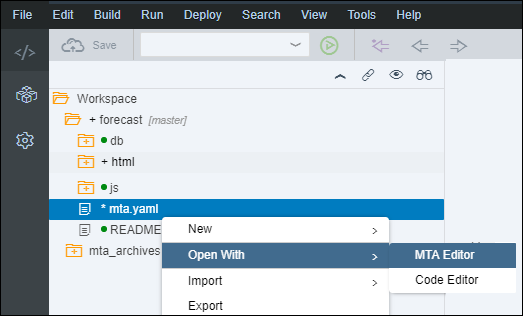 File Edit Build Run Deploy Search View Tools Help
</> Save
Workspace
+ forecast [master]
db
+ html
js
* mta.yaml
README
New
mta_archives
Open With
MTA Editor
Import
Code Editor
Export